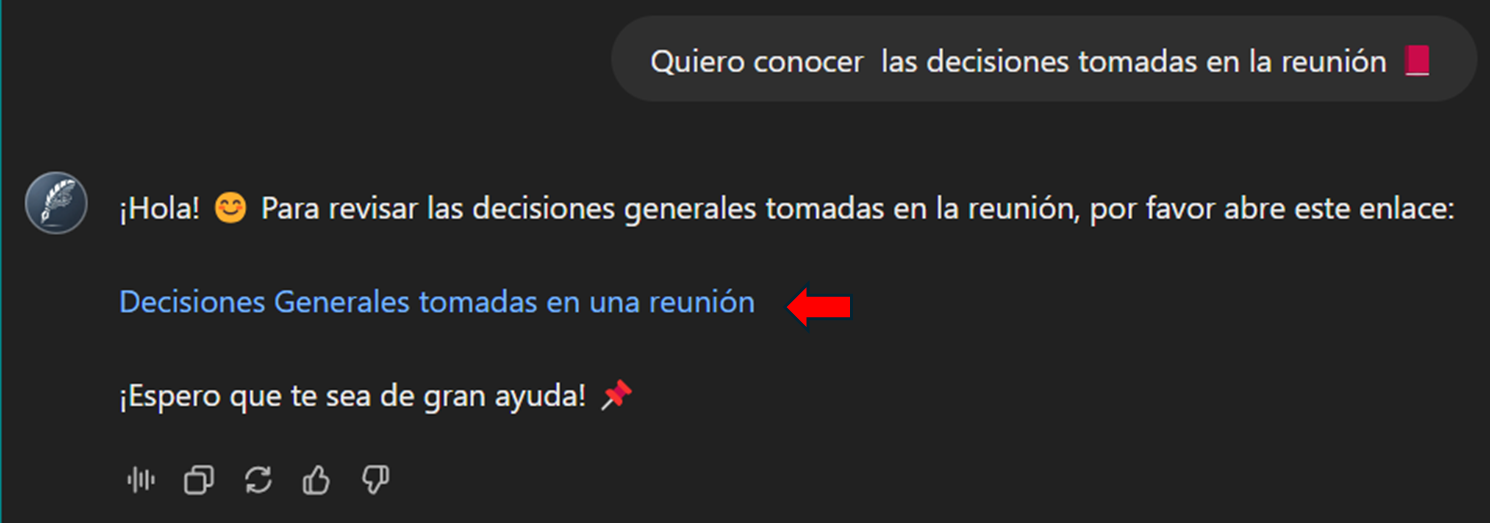 Quiero conocer  las decisiones tomadas en la reunión 📕
¡Hola! 😊 Para revisar las decisiones generales tomadas en la reunión, por favor abre este enlace:
Decisiones Generales tomadas en una reunión
¡Espero que te sea de gran ayuda! 📌